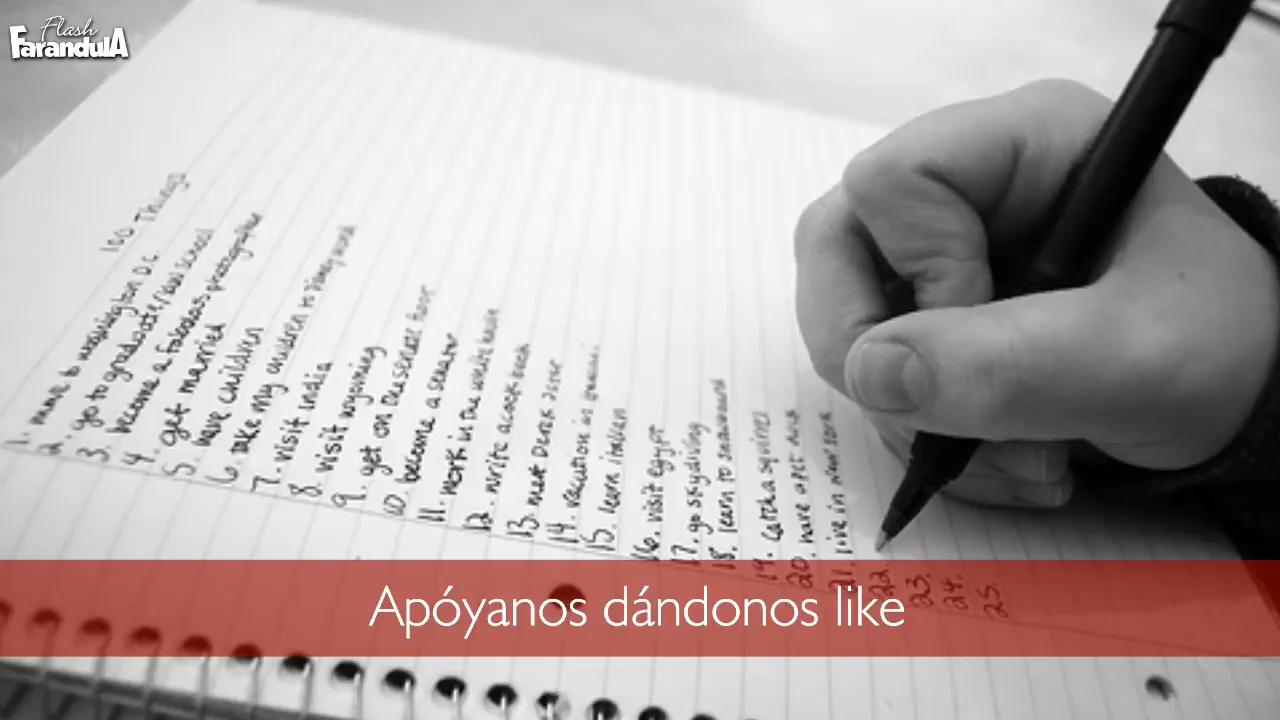 Flash
FarandulA
100 Things
1. move to washington D.C.
2. go to graduate/law school
3. become a fabulous photographer
4. get married
5. have children
6. take my children to disney world
7. visit India
8. visit wyoming
9. get on the senate floor
10. become a senator
11. work in the white house
12. write a cook book
13. meet Derek Jeter
14. vacation in
15. learn italian
16. visit egypt
17. go skydiving
18. learn to
19. catch a squirrel
20. have a pet
21. live in new york
22.
23.
24.
25.
Apóyanos dándonos like